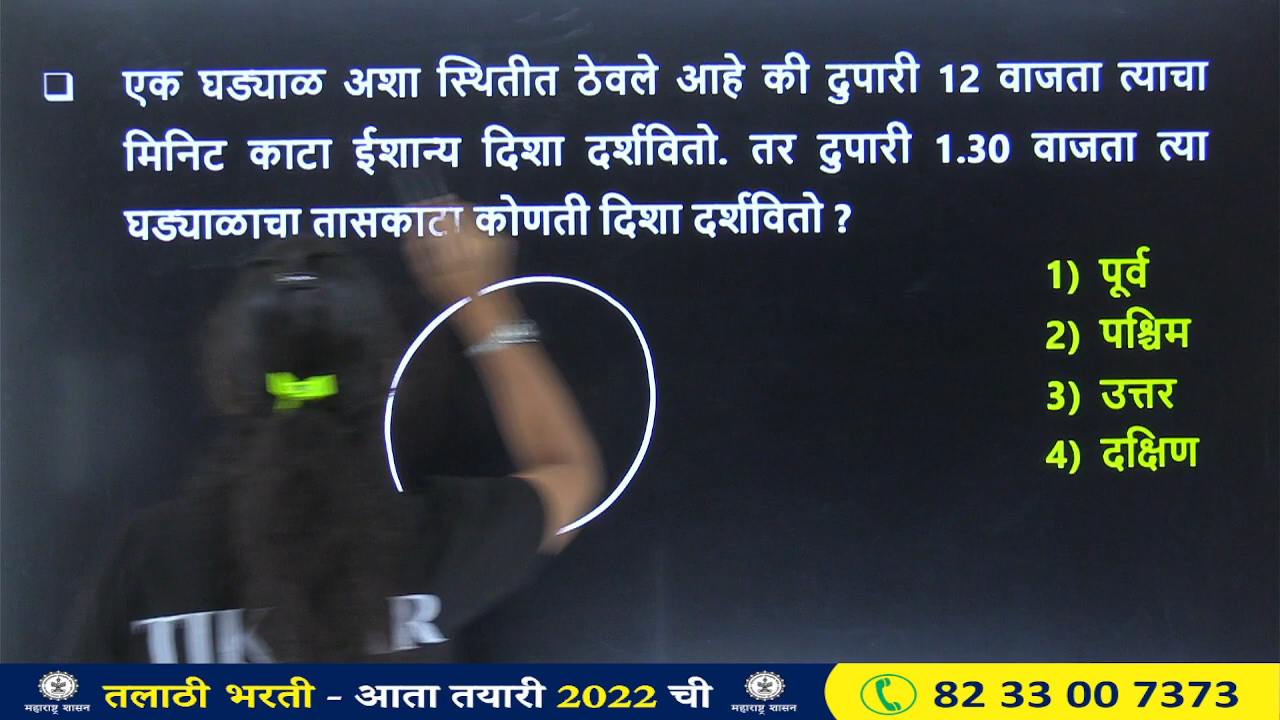 एक घड्याळ अशा स्थितीत ठेवले आहे की दुपारी 12 वाजता त्याचा
मिनिट काटा ईशान्य दिशा दर्शवितो. तर दुपारी 1.30 वाजता त्या
घड्याळाचा तासकाटा कोणती दिशा दर्शवितो ?
1) पूर्व
2) पश्चिम
3) उत्तर
4) दक्षिण
महाराष्ट्र शासन
तलाठी भरती - आता तयारी 2022 ची
महाराष्ट्र शासन
82 33 00 7373